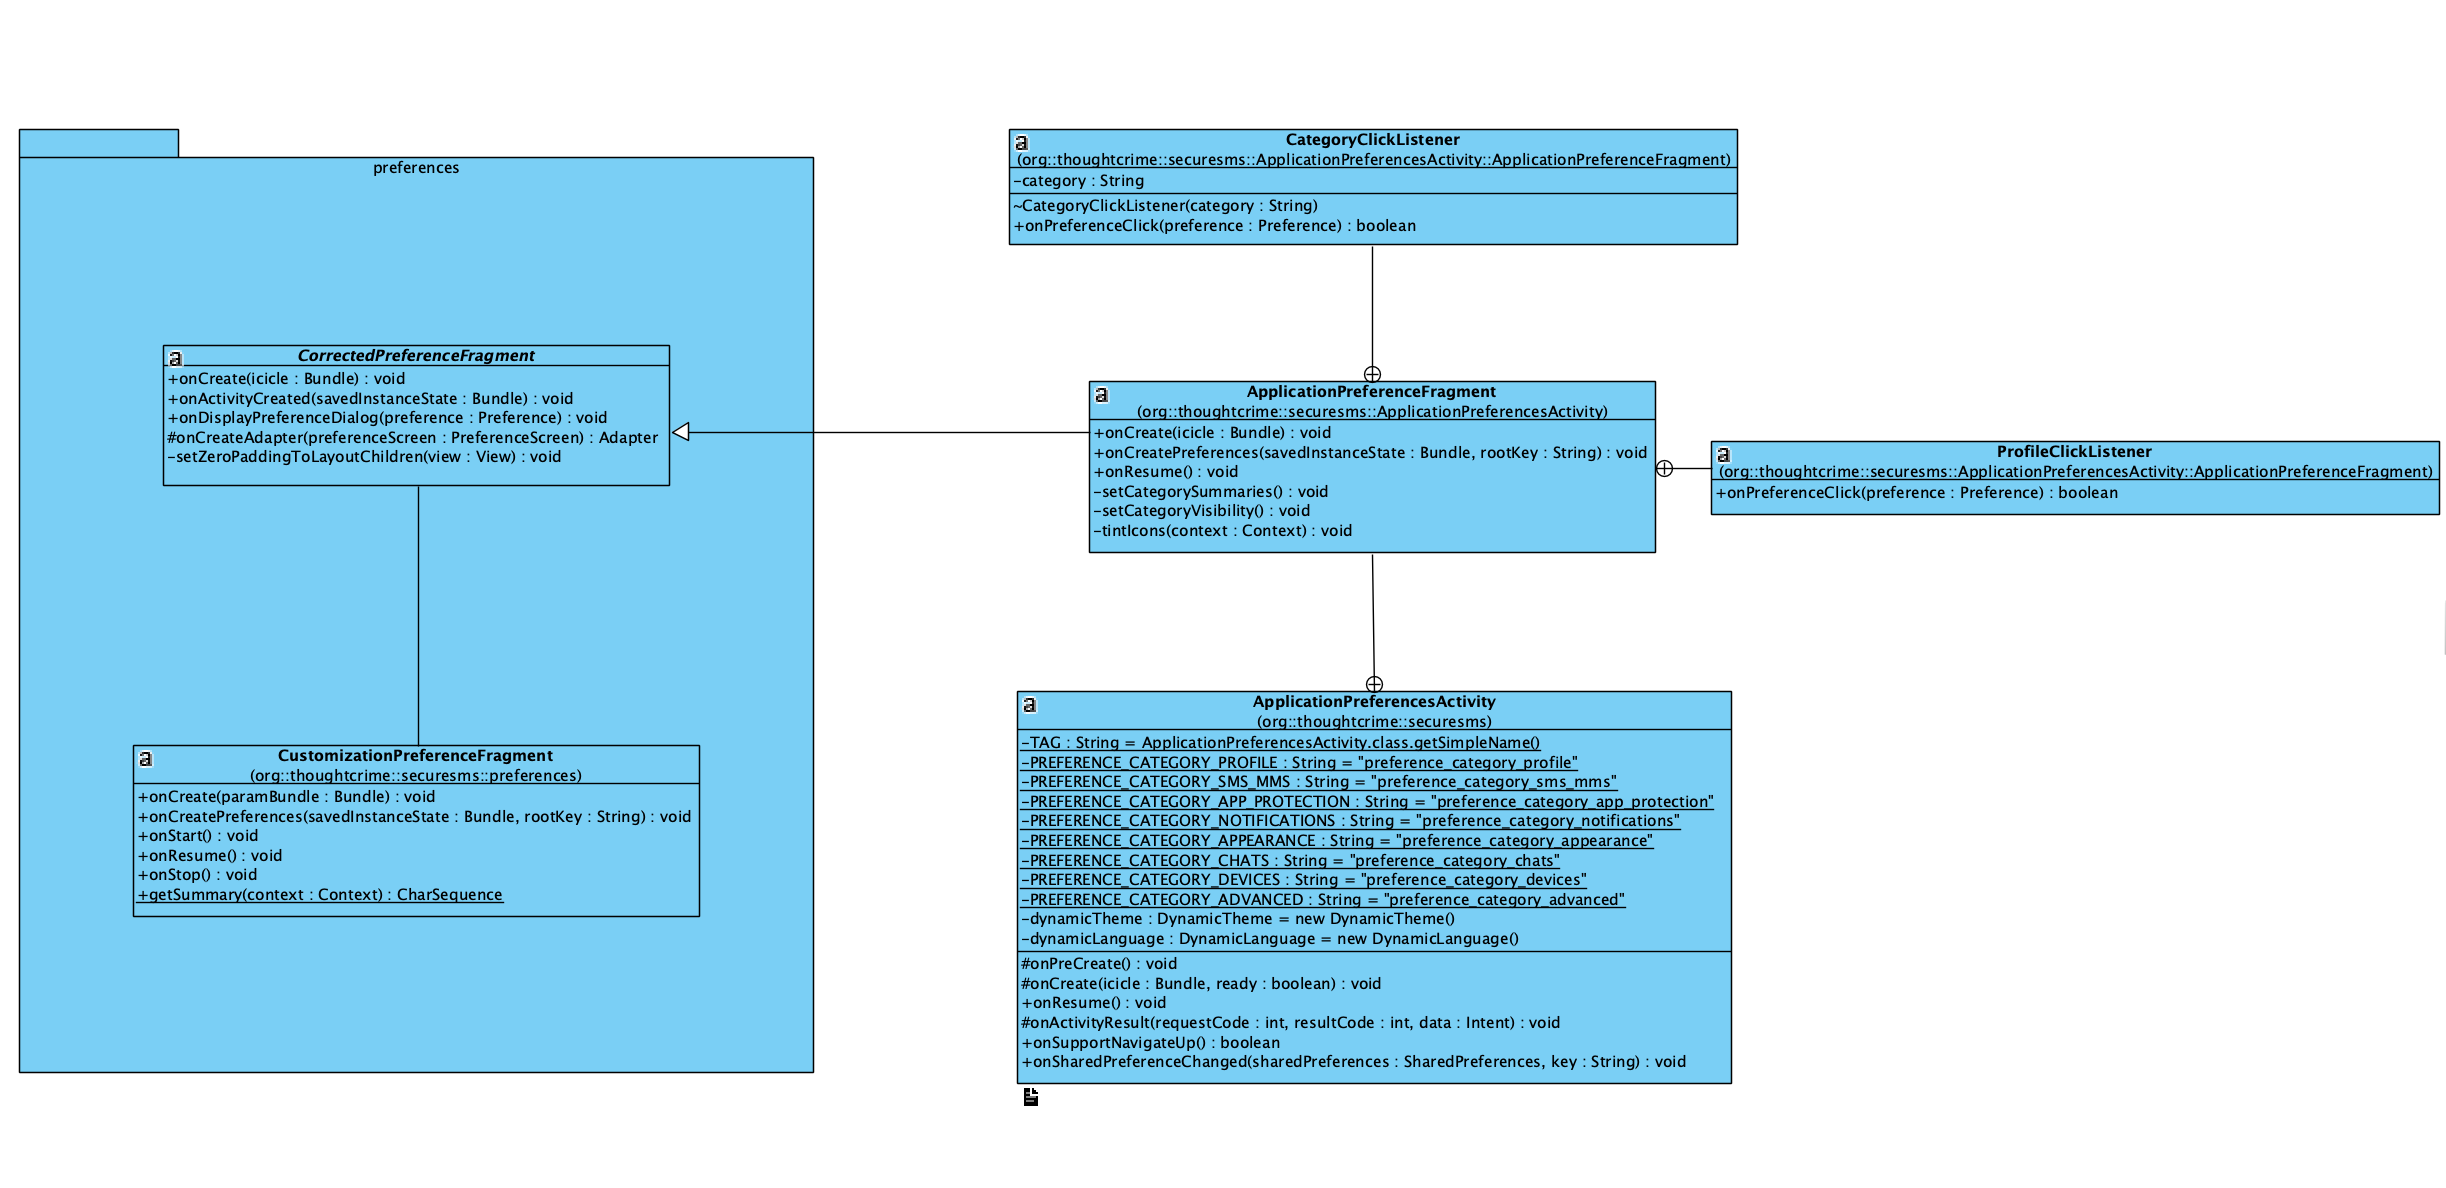 preferences
CorrectedPreferenceFragment
+onCreate(icicle : Bundle) : void
+onActivityCreated(savedInstanceState : Bundle) : void
+onDisplayPreferenceDialog(preference : Preference) : void
#onCreateAdapter(preferenceScreen : PreferenceScreen) : Adapter
-setZeroPaddingToLayoutChildren(view : View) : void
CustomizationPreferenceFragment
(org::thoughtcrime::securesms::preferences)
+onCreate(paramBundle : Bundle) : void
+onCreatePreferences(savedInstanceState : Bundle, rootKey : String) : void
+onStart() : void
+onResume() : void
+onStop() : void
+getSummary(context : Context) : CharSequence
CategoryClickListener
(org::thoughtcrime::securesms::ApplicationPreferencesActivity::ApplicationPreferenceFragment)
-category : String
~CategoryClickListener(category : String)
+onPreferenceClick(preference : Preference) : boolean
ApplicationPreferenceFragment
(org::thoughtcrime::securesms::ApplicationPreferencesActivity)
+onCreate(icicle : Bundle) : void
+onCreatePreferences(savedInstanceState : Bundle, rootKey : String) : void
+onResume() : void
-setCategorySummaries() : void
-setCategoryVisibility() : void
-tintIcons(context : Context) : void
ProfileClickListener
(org::thoughtcrime::securesms::ApplicationPreferencesActivity::ApplicationPreferenceFragment)
+onPreferenceClick(preference : Preference) : boolean
ApplicationPreferencesActivity
(org::thoughtcrime::securesms)
-TAG : String = ApplicationPreferencesActivity.class.getSimpleName()
-PREFERENCE_CATEGORY_PROFILE : String = "preference_category_profile"
-PREFERENCE_CATEGORY_SMS_MMS : String = "preference_category_sms_mms"
-PREFERENCE_CATEGORY_APP_PROTECTION : String = "preference_category_app_protection"
-PREFERENCE_CATEGORY_NOTIFICATIONS : String = "preference_category_notifications"
-PREFERENCE_CATEGORY_APPEARANCE : String = "preference_category_appearance"
-PREFERENCE_CATEGORY_CHATS : String = "preference_category_chats"
-PREFERENCE_CATEGORY_DEVICES : String = "preference_category_devices"
-PREFERENCE_CATEGORY_ADVANCED : String = "preference_category_advanced"
-dynamicTheme : DynamicTheme = new DynamicTheme()
-dynamicLanguage : DynamicLanguage = new DynamicLanguage()
#onPreCreate() : void
#onCreate(icicle : Bundle, ready : boolean) : void
+onResume() : void
#onActivityResult(requestCode : int, resultCode : int, data : Intent) : void
+onSupportNavigateUp() : boolean
+onSharedPreferenceChanged(sharedPreferences : SharedPreferences, key : String) : void